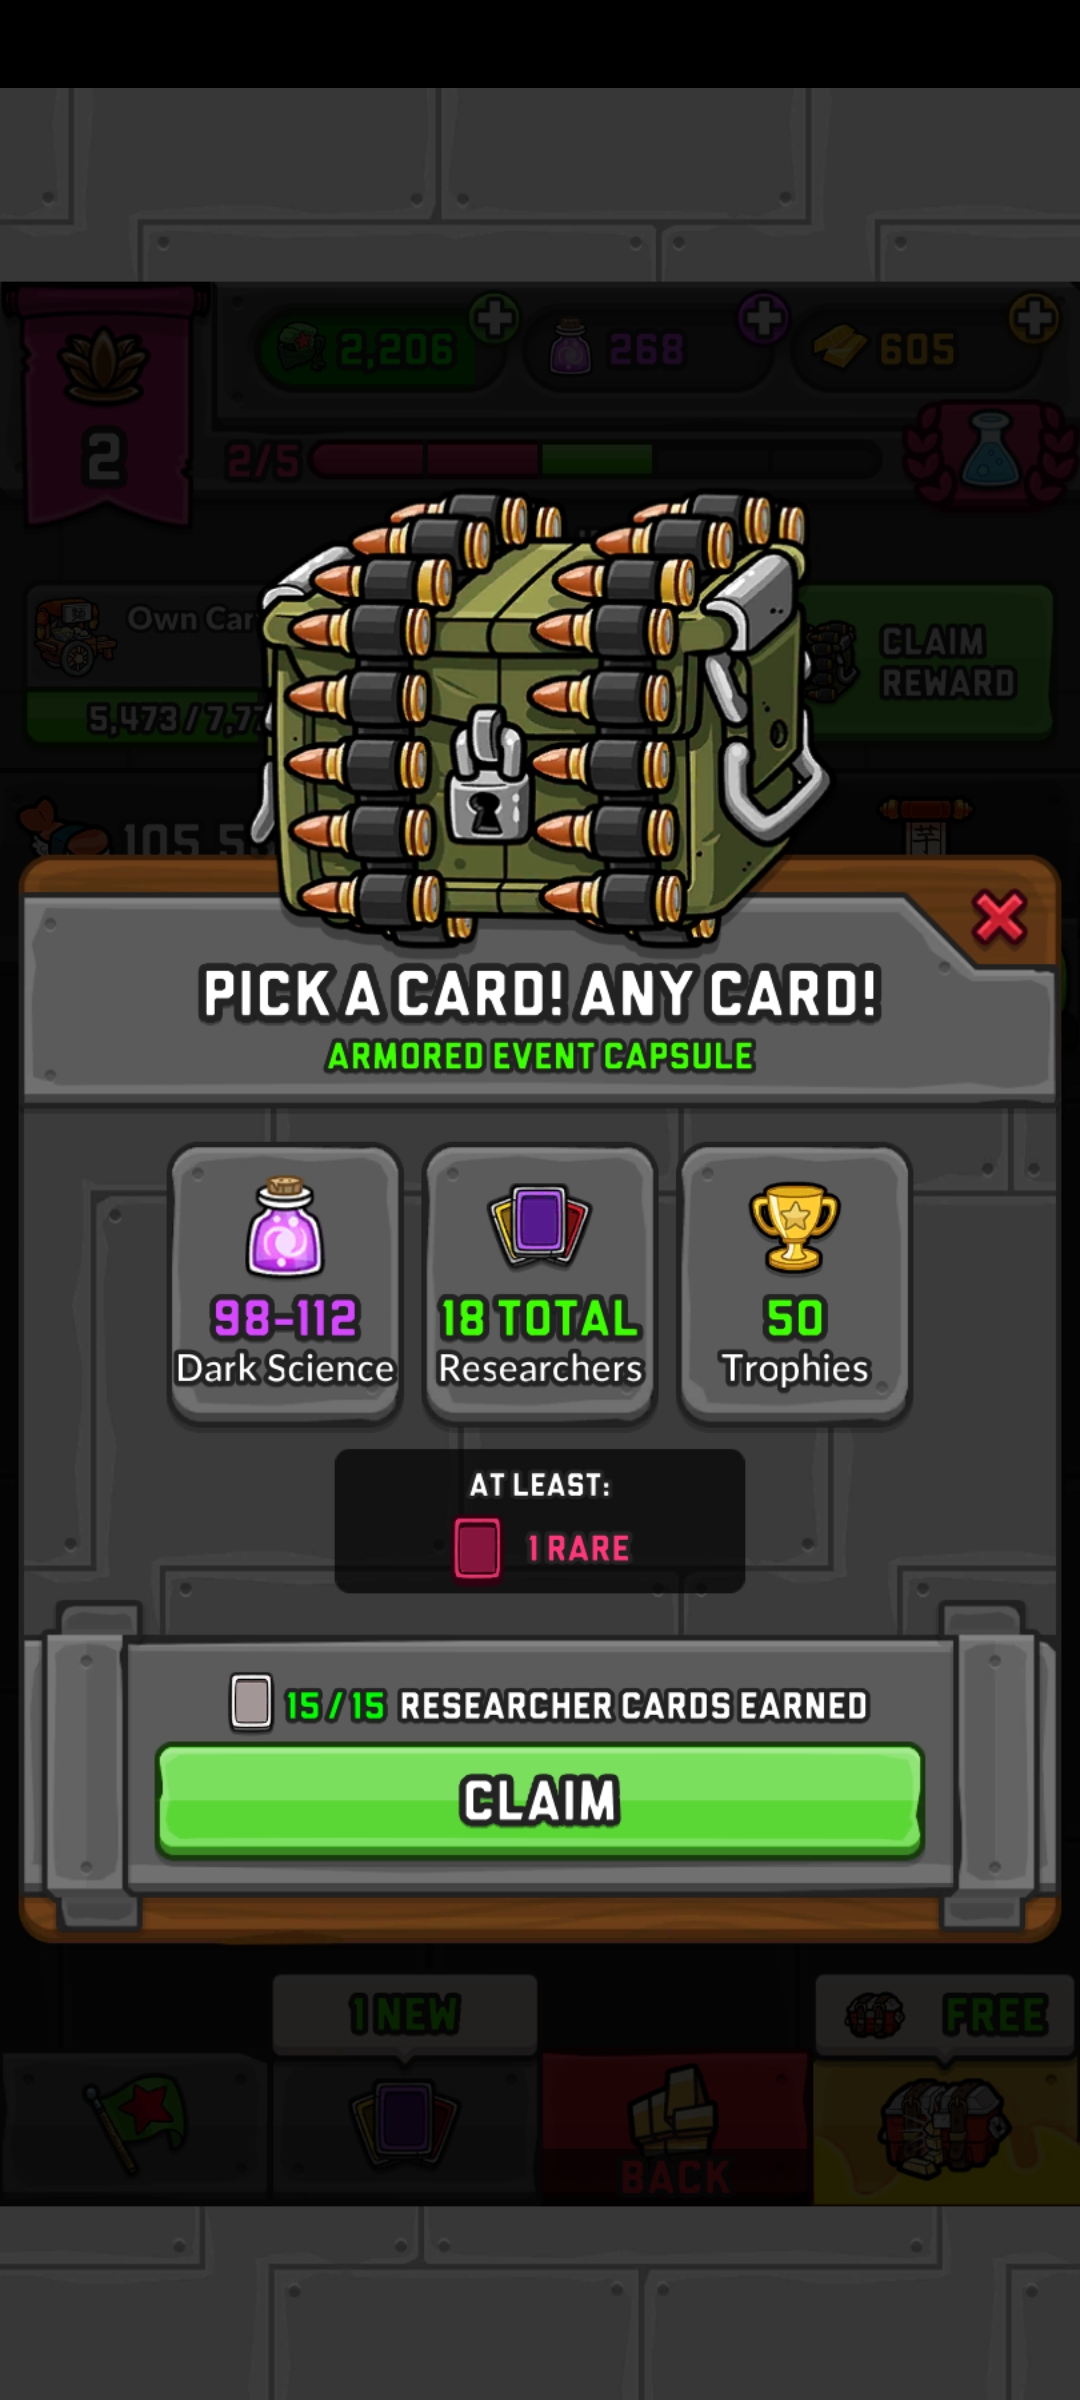 2,206
268
605
2
2/5
Own Car
CLAIM
REWARD
5,473/7,77
PICK A CARD! ANY CARD!
ARMORED EVENT CAPSULE
98-112
Dark Science
18 TOTAL
Researchers
50
Trophies
AT LEAST:
1 RARE
15/15 RESEARCHER CARDS EARNED
CLAIM
1 NEW
FREE
BACK